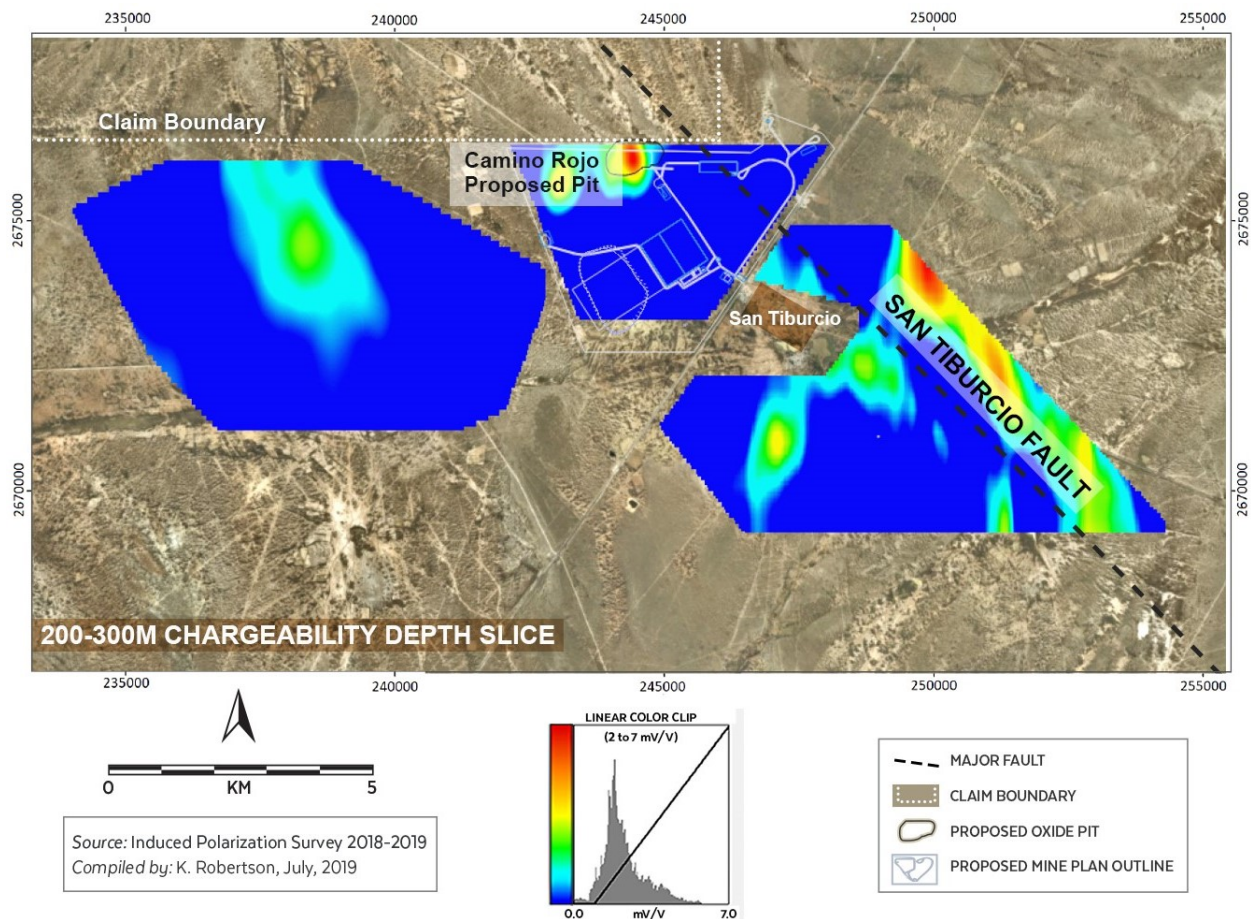 235000 240000 245000 250000 255000
Claim Boundary
Camino Rojo
Proposed Pit
2675000
2675000
San Tiburcio
SAN TIBURCIO FAULT
2670000
2670000
200-300M CHARGEABILITY DEPTH SLICE
235000 240000 245000 250000 255000
0 KM 5
Source: Induced Polarization Survey 2018-2019
Compiled by: K. Robertson, July, 2019
LINEAR COLOR CLIP
(2 to 7 mV/V)
0.0 mV/V 7.0
MAJOR FAULT
CLAIM BOUNDARY
PROPOSED OXIDE PIT
PROPOSED MINE PLAN OUTLINE